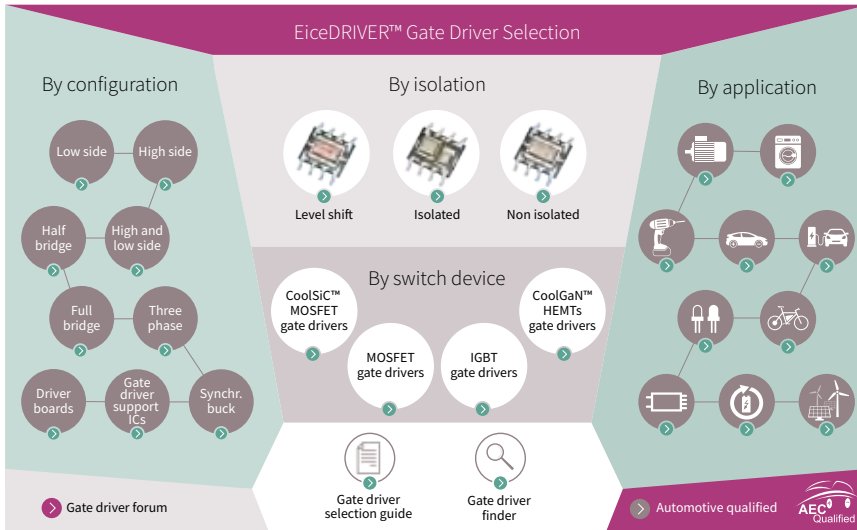 EiceDRIVER™ Gate Driver Selection
By configuration
Low side
High side
Half
bridge
High and
low side
Full
bridge
Three
phase
Driver
boards
Gate
driver
support
ICs
Synchr.
buck
By isolation
Level shift
Isolated
Non isolated
By switch device
CoolSiC™
MOSFET
gate drivers
MOSFET
gate drivers
IGBT
gate drivers
CoolGaN™
HEMTs
gate drivers
By application
Gate driver forum
Gate driver
selection guide
Gate driver
finder
Automotive qualified
AEC
Qualified